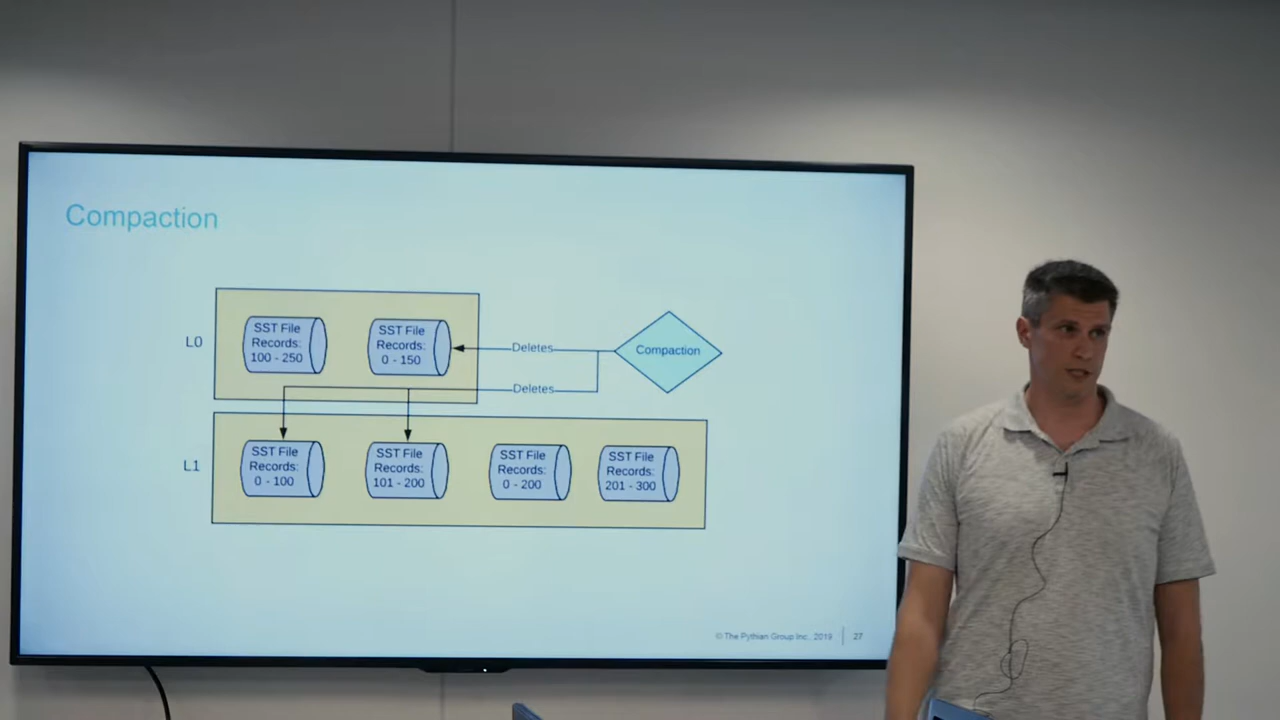 Compaction
L0
SST File
Records:
100 - 250
SST File
Records:
0 - 150
Deletes
Compaction
Deletes
L1
SST File
Records:
0 - 100
SST File
Records:
101 - 200
SST File
Records:
0 - 200
SST File
Records:
201 - 300
© The Pythian Group Inc., 2019
27